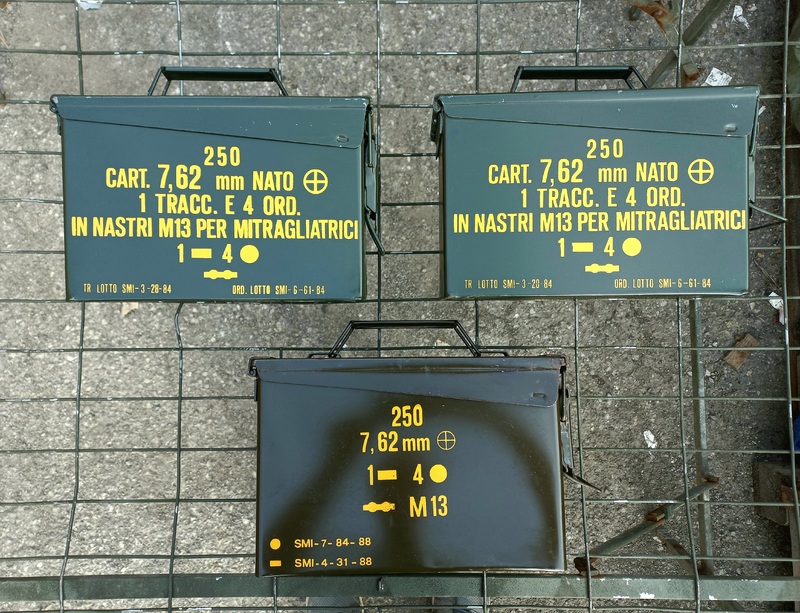 250
CART. 7,62 mm NATO
1 TRACC. E 4 ORD.
IN NASTRI M13 PER MITRAGLIATRICI
1 4
TR LOTTO SMI-3-28-84 ORD. LOTTO SMI-6-61-84
250
CART. 7,62 mm NATO
1 TRACC. E 4 ORD.
IN NASTRI M13 PER MITRAGLIATRICI
1 4
TR LOTTO SMI-3-20-84 ORD. LOTTO SMI-6-61-84
250
7,62 mm
1 4
M13
SMI-7-84-88
SMI-4-31-88